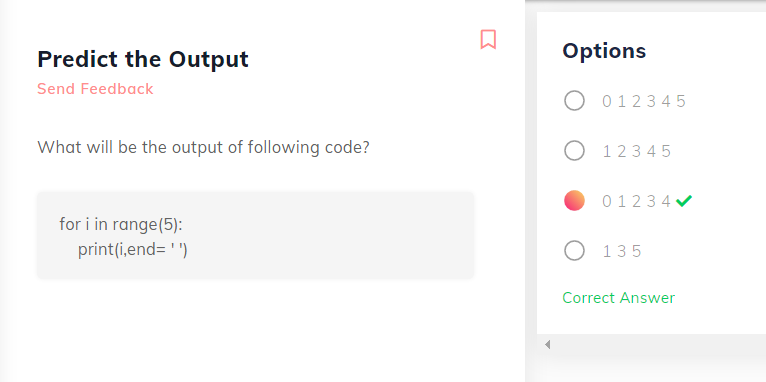 Predict the Output
Send Feedback
What will be the output of following code?
for i in range(5):
    print(i,end= ' ')
Options
0 1 2 3 4 5
1 2 3 4 5
0 1 2 3 4
1 3 5
Correct Answer